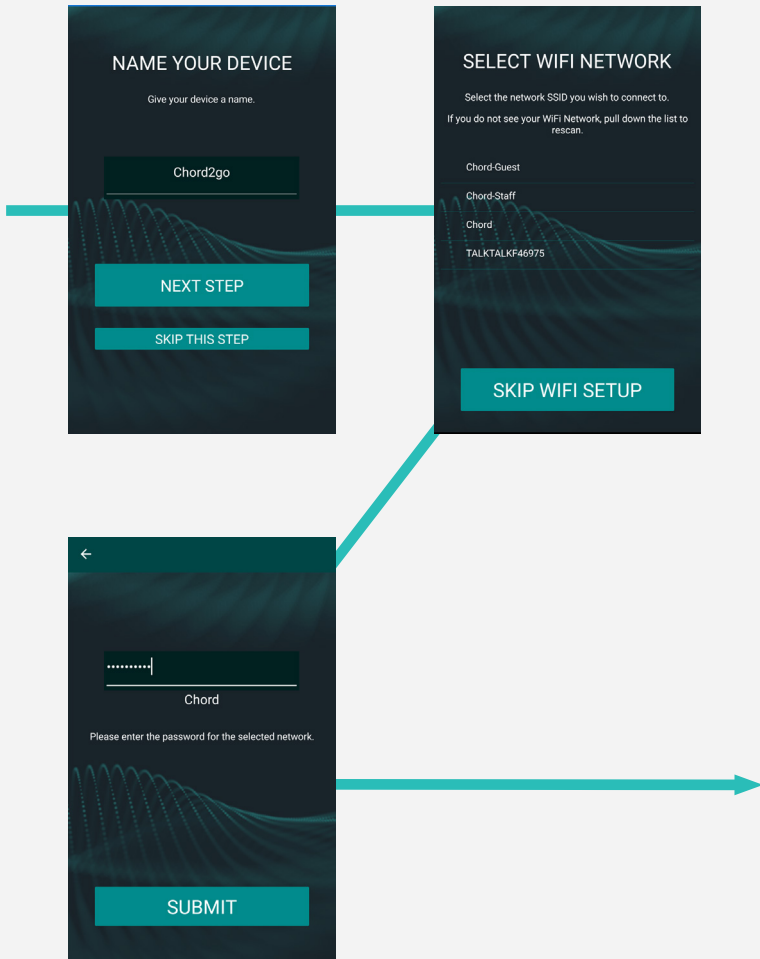 NAME YOUR DEVICE
Give your device a name.
Chord2go
NEXT STEP
SKIP THIS STEP
SELECT WIFI NETWORK
Select the network SSID you wish to connect to.
If you do not see your WiFi Network, pull down the list to
rescan.
Chord-Guest
Chord-Staff
Chord
TALKTALKF46975
SKIP WIFI SETUP
••••••••••
Chord
Please enter the password for the selected network.
SUBMIT